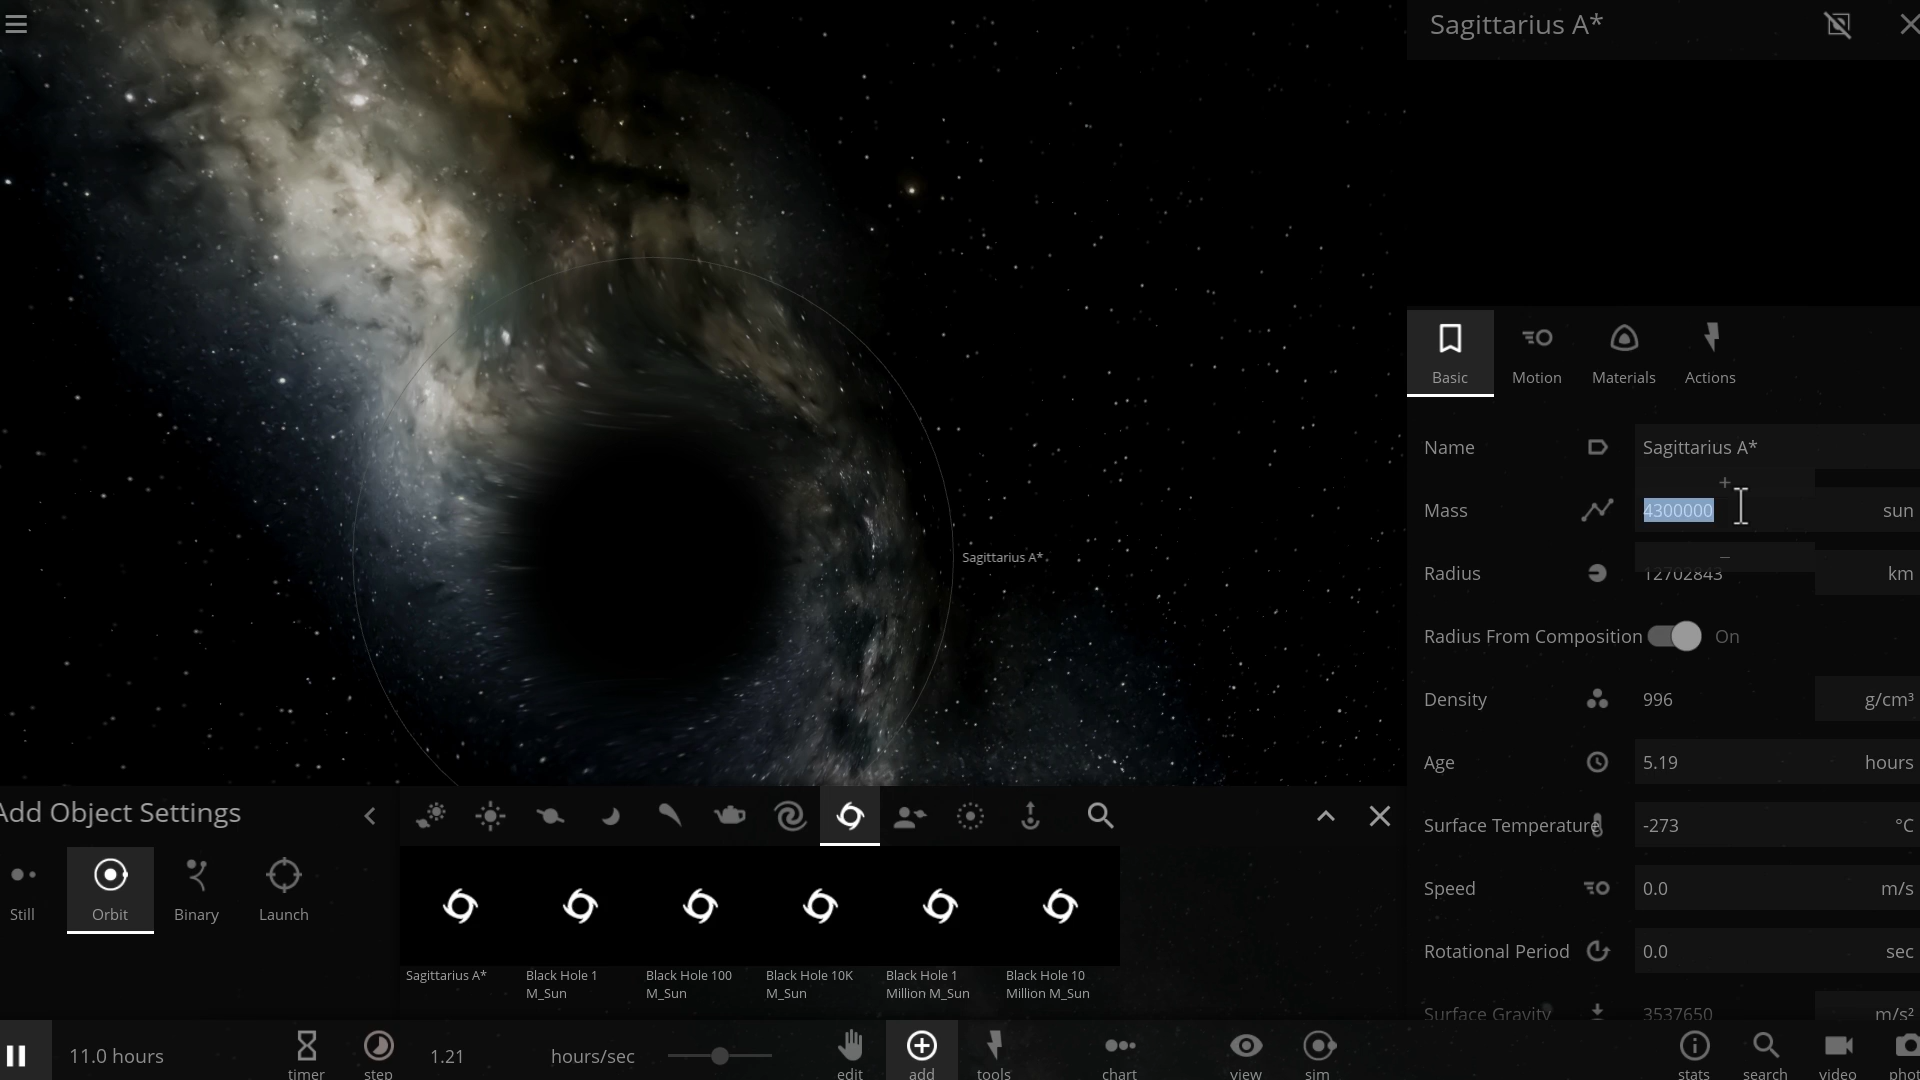 Sagittarius A*
Basic
Motion
Materials
Actions
Name
Sagittarius A*
+
Mass
4300000
sun
–
Radius
12702843
km
Radius From Composition
On
Density
996
g/cm³
Age
5.19
hours
Surface Temperature
-273
°C
Speed
0.0
m/s
Rotational Period
0.0
sec
Surface Gravity
3537650
m/s²
Sagittarius A*
Add Object Settings
Still
Orbit
Binary
Launch
Sagittarius A*
Black Hole 1
M_Sun
Black Hole 100
M_Sun
Black Hole 10K
M_Sun
Black Hole 1
Million M_Sun
Black Hole 10
Million M_Sun
11.0 hours
timer
step
1.21
hours/sec
edit
add
tools
chart
view
sim
stats
search
video
phot